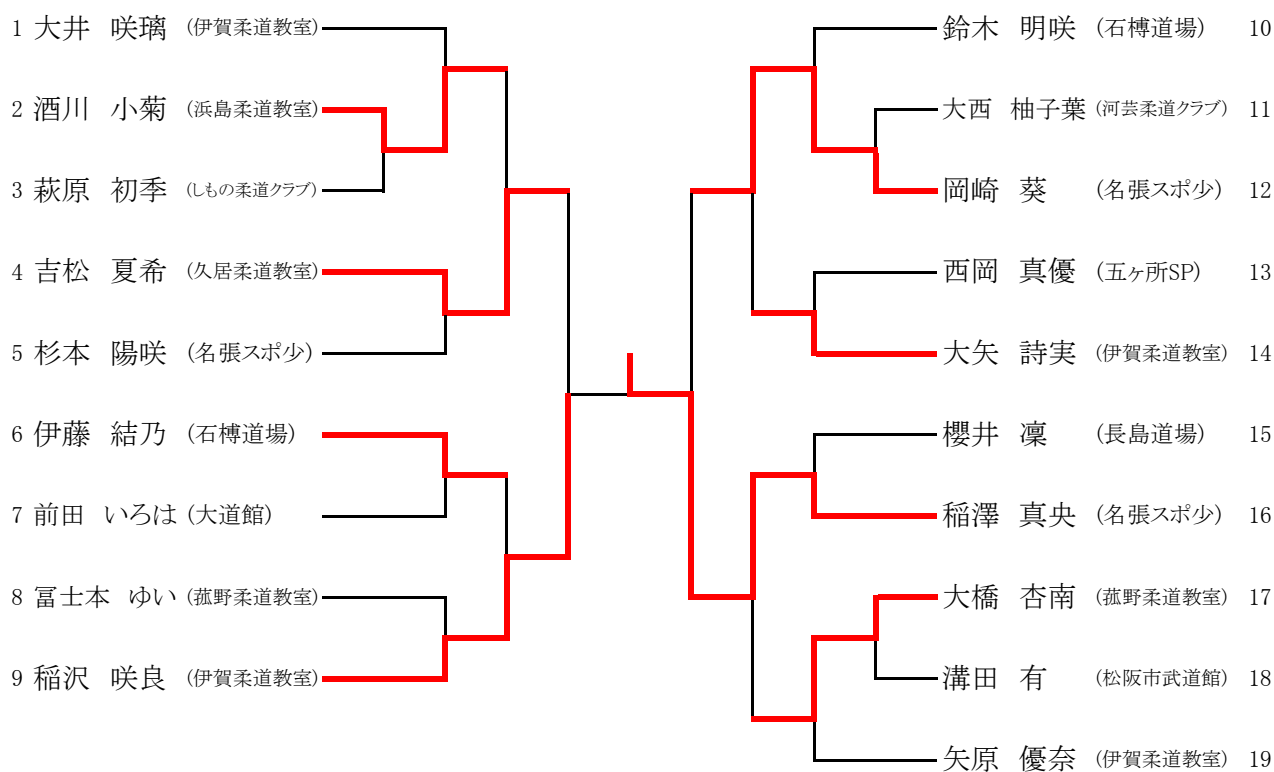 1 大井 咲璃 (伊賀柔道教室)
2 酒川 小菊 (浜島柔道教室)
3 萩原 初季 (しもの柔道クラブ)
4 吉松 夏希 (久居柔道教室)
5 杉本 陽咲 (名張スポ少)
6 伊藤 結乃 (石榑道場)
7 前田 いろは (大道館)
8 冨士本 ゆい (菰野柔道教室)
9 稲沢 咲良 (伊賀柔道教室)
鈴木 明咲 (石榑道場) 10
大西 柚子葉 (河芸柔道クラブ) 11
岡崎 葵 (名張スポ少) 12
西岡 真優 (五ヶ所SP) 13
大矢 詩実 (伊賀柔道教室) 14
櫻井 凜 (長島道場) 15
稲澤 真央 (名張スポ少) 16
大橋 杏南 (菰野柔道教室) 17
溝田 有 (松阪市武道館) 18
矢原 優奈 (伊賀柔道教室) 19